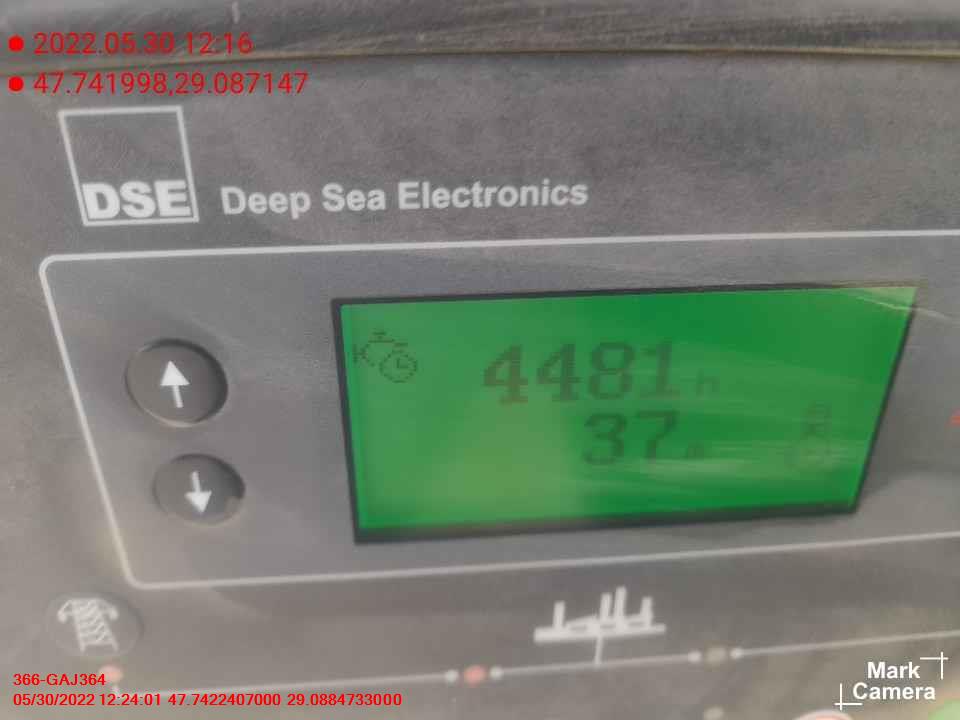 2022.05.30 12:16
47.741998,29.087147
DSE Deep Sea Electronics
4481 h
37
366-GAJ364
05/30/2022 12:24:01 47.7422407000 29.0884733000
Mark
Camera